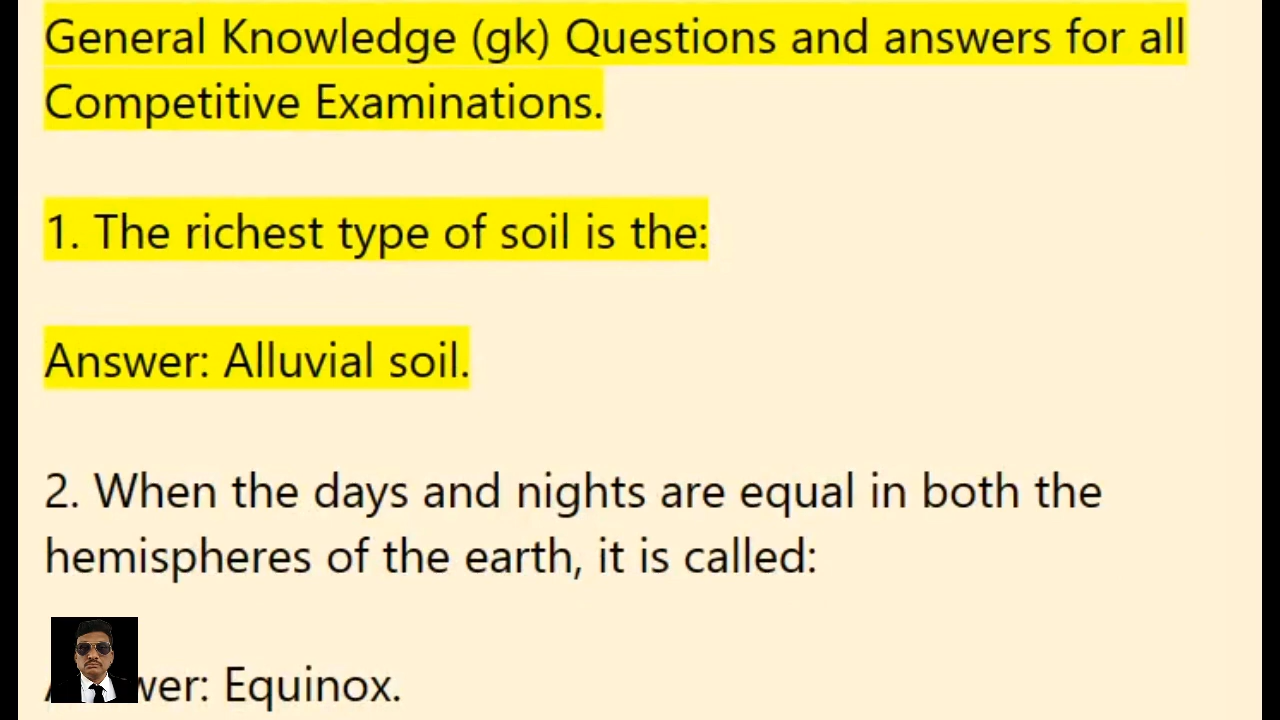 General Knowledge (gk) Questions and answers for all
Competitive Examinations.
1. The richest type of soil is the:
Answer: Alluvial soil.
2. When the days and nights are equal in both the
hemispheres of the earth, it is called:
Equinox.